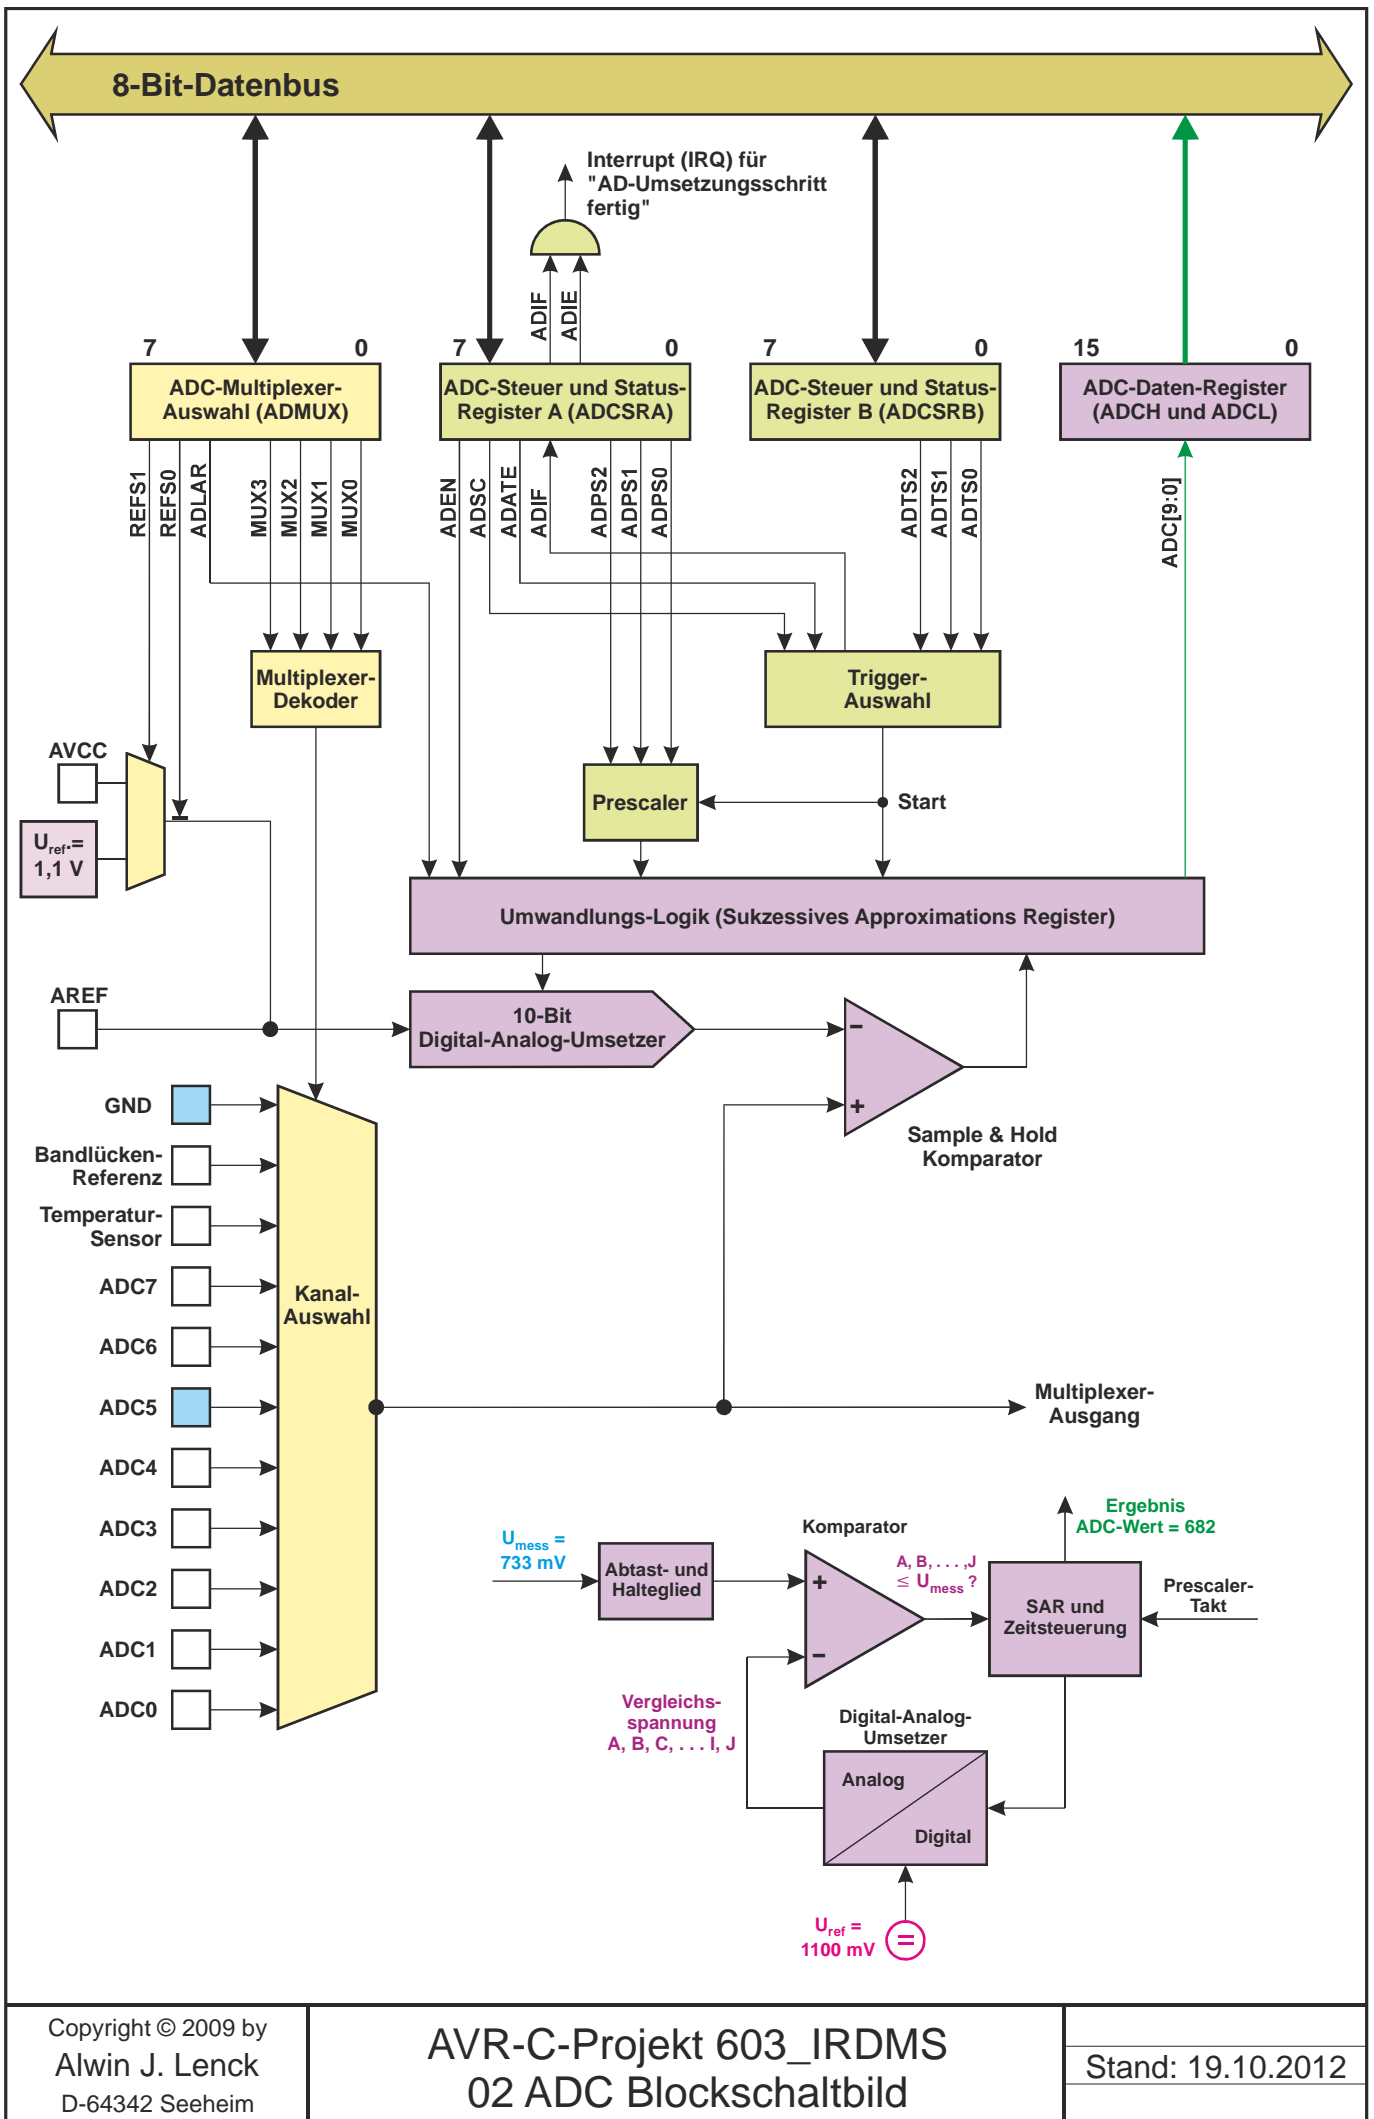 8-Bit-Datenbus
Interrupt (IRQ) für
"AD-Umsetzungsschritt
fertig"
ADIF
ADIE
7
0
7
0
7
0
15
0
ADC-Multiplexer-
Auswahl (ADMUX)
ADC-Steuer und Status-
Register A (ADCSRA)
ADC-Steuer und Status-
Register B (ADCSRB)
ADC-Daten-Register
(ADCH und ADCL)
REFS1
REFS0
ADLAR
MUX3
MUX2
MUX1
MUX0
ADEN
ADSC
ADATE
ADIF
ADPS2
ADPS1
ADPS0
ADTS2
ADTS1
ADTS0
ADC[9:0]
Multiplexer-
Dekoder
Trigger-
Auswahl
AVCC
Prescaler
Start
Uref.=
1,1 V
Umwandlungs-Logik (Sukzessives Approximations Register)
AREF
10-Bit
Digital-Analog-Umsetzer
−
+
Sample & Hold
Komparator
GND
Bandlücken-
Referenz
Temperatur-
Sensor
ADC7
ADC6
ADC5
ADC4
ADC3
ADC2
ADC1
ADC0
Kanal-
Auswahl
Multiplexer-
Ausgang
Ergebnis
ADC-Wert = 682
Umess =
733 mV
Abtast- und
Halteglied
Komparator
+
−
A, B, . . . ,J
≤ Umess ?
SAR und
Zeitsteuerung
Prescaler-
Takt
Vergleichs-
spannung
A, B, C, . . . I, J
Digital-Analog-
Umsetzer
Analog
Digital
Uref =
1100 mV
=
Copyright © 2009 by
Alwin J. Lenck
D-64342 Seeheim
AVR-C-Projekt 603_IRDMS
02 ADC Blockschaltbild
Stand: 19.10.2012